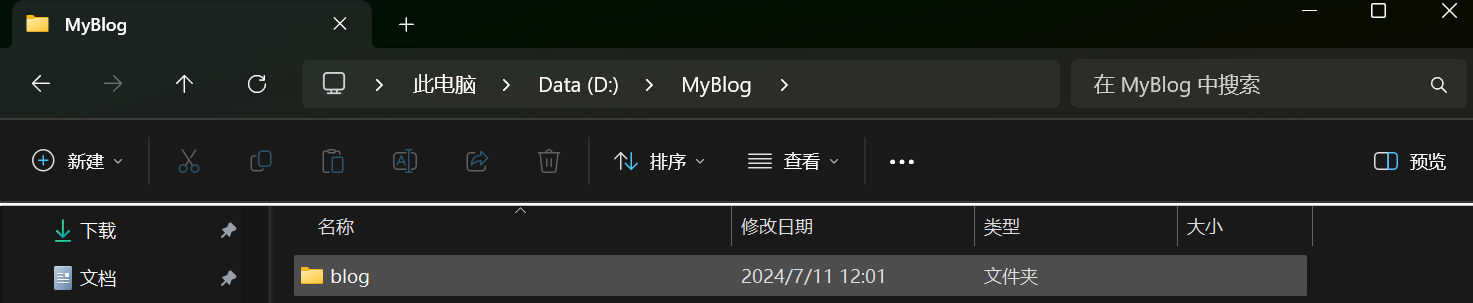 MyBlog
此电脑 Data (D:) MyBlog 在 MyBlog 中搜索
新建 排序 查看 预览
下载 名称 修改日期 类型 大小
文档 blog 2024/7/11 12:01 文件夹